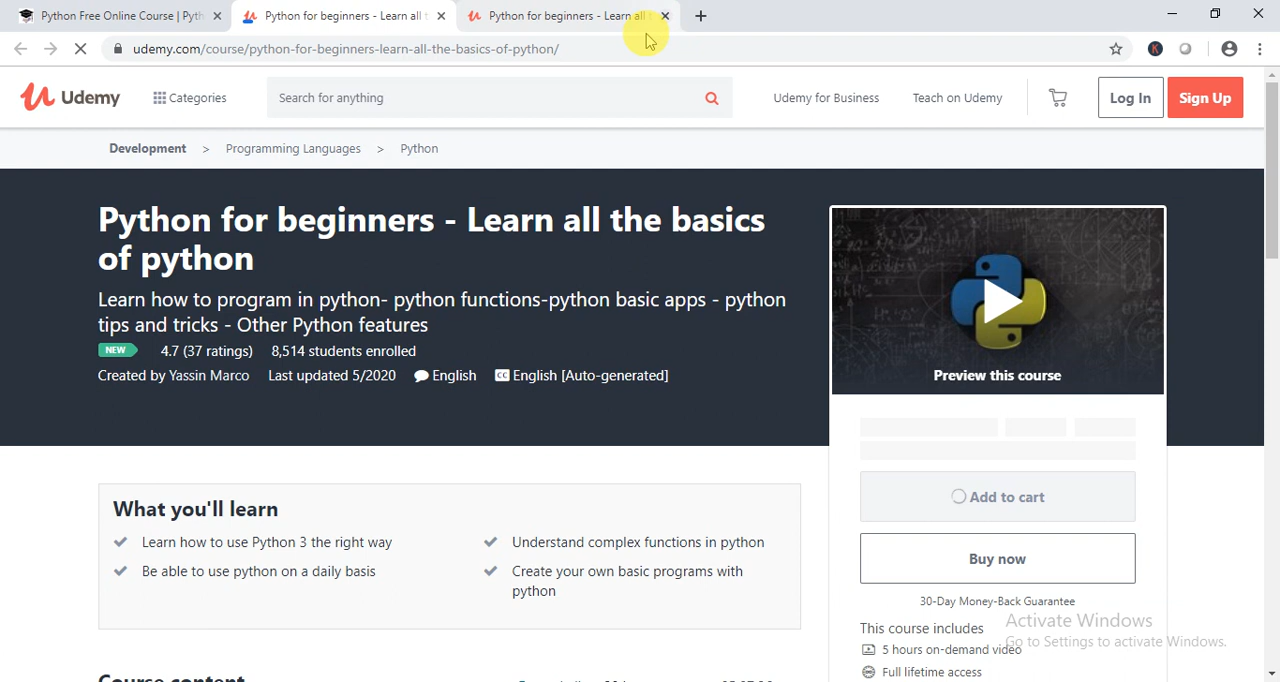 Python Free Online Course | Pyth
Python for beginners - Learn all t
Python for beginners - Learn all
udemy.com/course/python-for-beginners-learn-all-the-basics-of-python/
K
Udemy
Categories
Search for anything
Udemy for Business
Teach on Udemy
Log In
Sign Up
Development > Programming Languages > Python
Python for beginners - Learn all the basics
of python
Learn how to program in python- python functions-python basic apps - python
tips and tricks - Other Python features
NEW 4.7 (37 ratings) 8,514 students enrolled
Created by Yassin Marco Last updated 5/2020 English CC English [Auto-generated]
Preview this course
Add to cart
Buy now
30-Day Money-Back Guarantee
This course includes
5 hours on-demand video
Full lifetime access
What you'll learn
Learn how to use Python 3 the right way
Be able to use python on a daily basis
Understand complex functions in python
Create your own basic programs with
python
Course content
Activate Windows
Go to Settings to activate Windows.